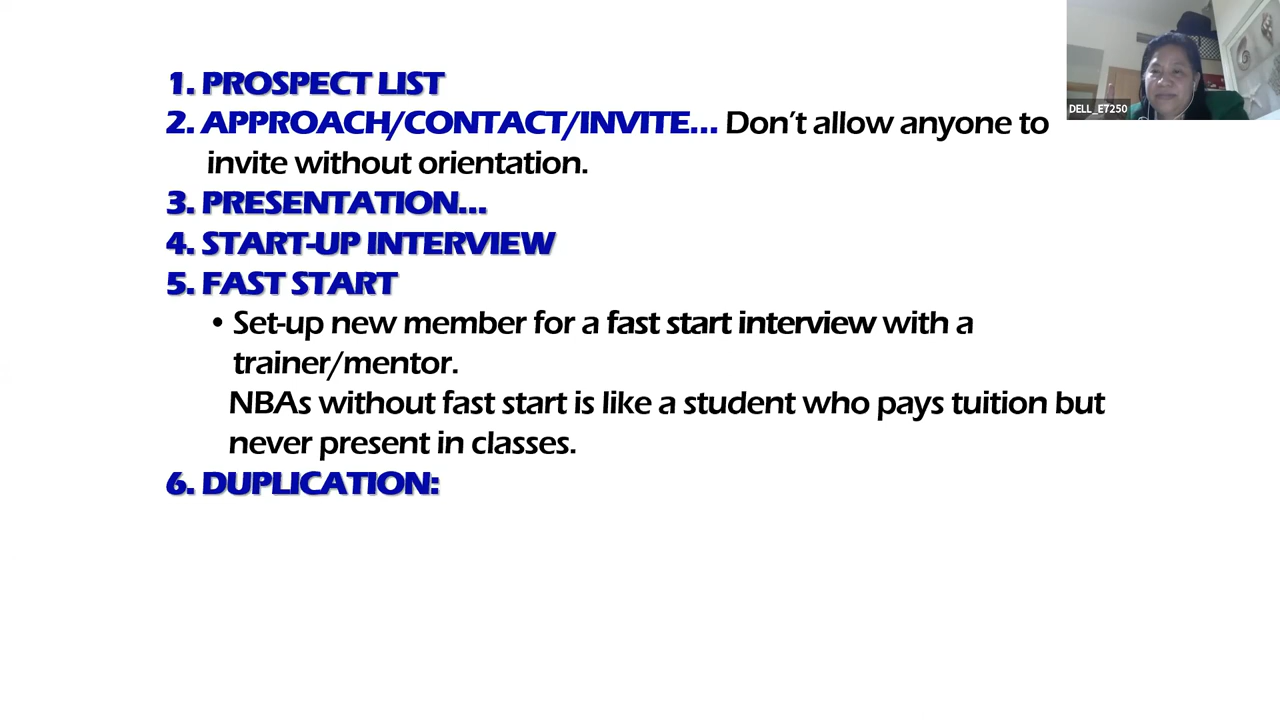 1. PROSPECT LIST
2. APPROACH/CONTACT/INVITE... Don't allow anyone to
invite without orientation.
3. PRESENTATION...
4. START-UP INTERVIEW
5. FAST START
• Set-up new member for a fast start interview with a
trainer/mentor.
NBAs without fast start is like a student who pays tuition but
never present in classes.
6. DUPLICATION:
DELL_E7250